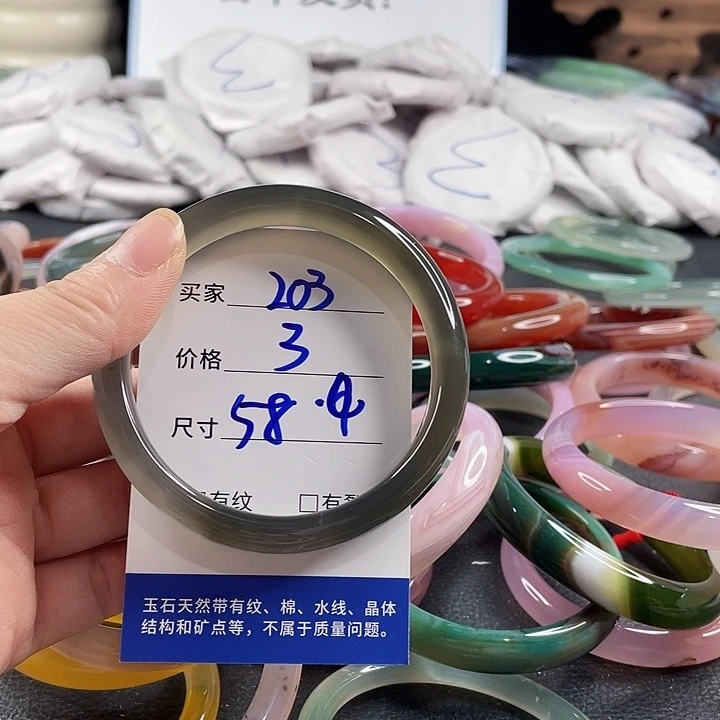 买家 203
价格 3
尺寸 58.4
有纹 □有裂
玉石天然带有纹、棉、水线、晶体
结构和矿点等，不属于质量问题。